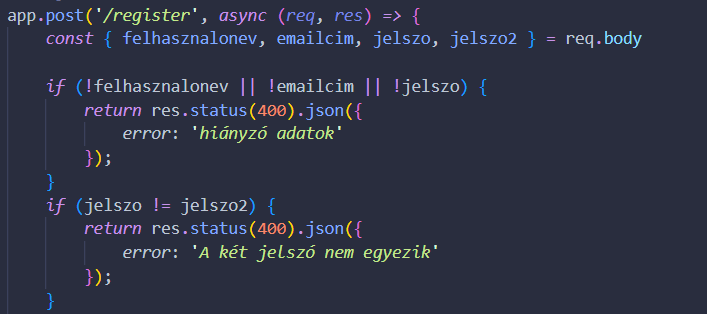 app.post('/register', async (req, res) => {
const { felhasznalonev, emailcim, jelszo, jelszo2 } = req.body
if (!felhasznalonev || !emailcim || !jelszo) {
return res.status(400).json({
error: 'hiányzó adatok'
});
}
if (jelszo != jelszo2) {
return res.status(400).json({
error: 'A két jelszó nem egyezik'
});
}